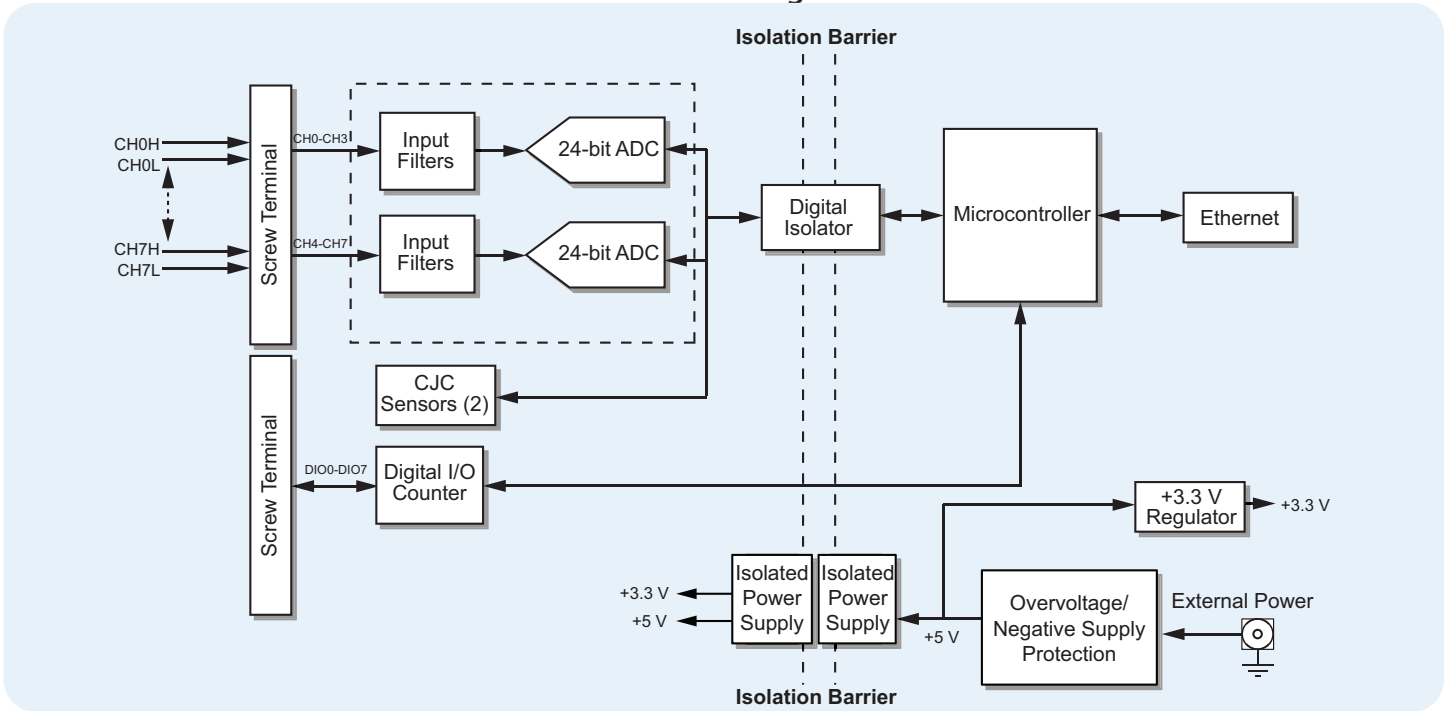 Isolation Barrier
CH0H
CH0L
CH7H
CH7L
Screw Terminal
CH0-CH3
CH4-CH7
Input
Filters
24-bit ADC
Input
Filters
24-bit ADC
Digital
Isolator
Microcontroller
Ethernet
CJC
Sensors (2)
Screw Terminal
DIO0-DIO7
Digital I/O
Counter
+3.3 V
Regulator
+3.3 V
+3.3 V
+5 V
Isolated
Power
Supply
Isolated
Power
Supply
+5 V
Overvoltage/
Negative Supply
Protection
External Power
Isolation Barrier